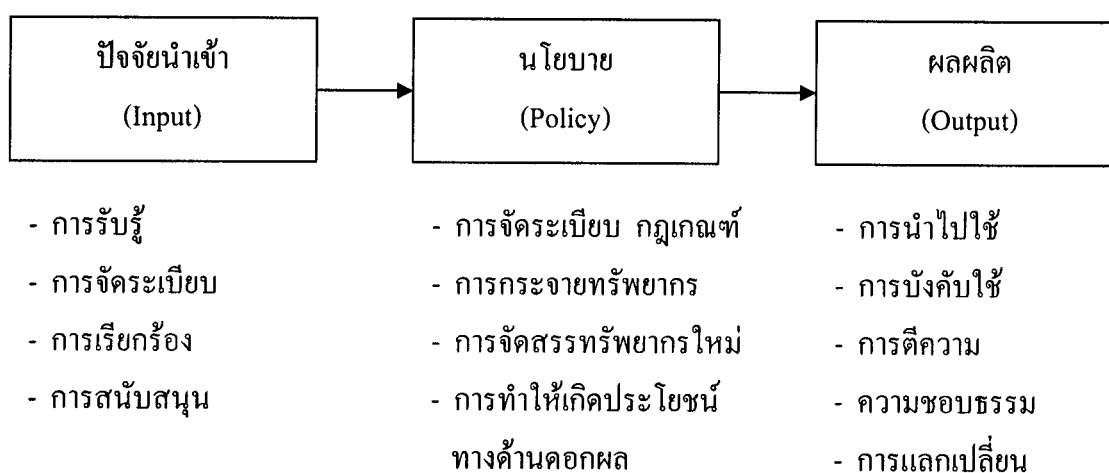 ปัจจัยนำเข้า
(Input)
นโยบาย
(Policy)
ผลผลิต
(Output)
- การรับรู้
- การจัดระเบียบ
- การเรียกร้อง
- การสนับสนุน
- การจัดระเบียบ กฎเกณฑ์
- การกระจายทรัพยากร
- การจัดสรรทรัพยากรใหม่
- การทำให้เกิดประโยชน์
ทางด้านดอกผล
- การนำไปใช้
- การบังคับใช้
- การตีความ
- ความชอบธรรม
- การแลกเปลี่ยน